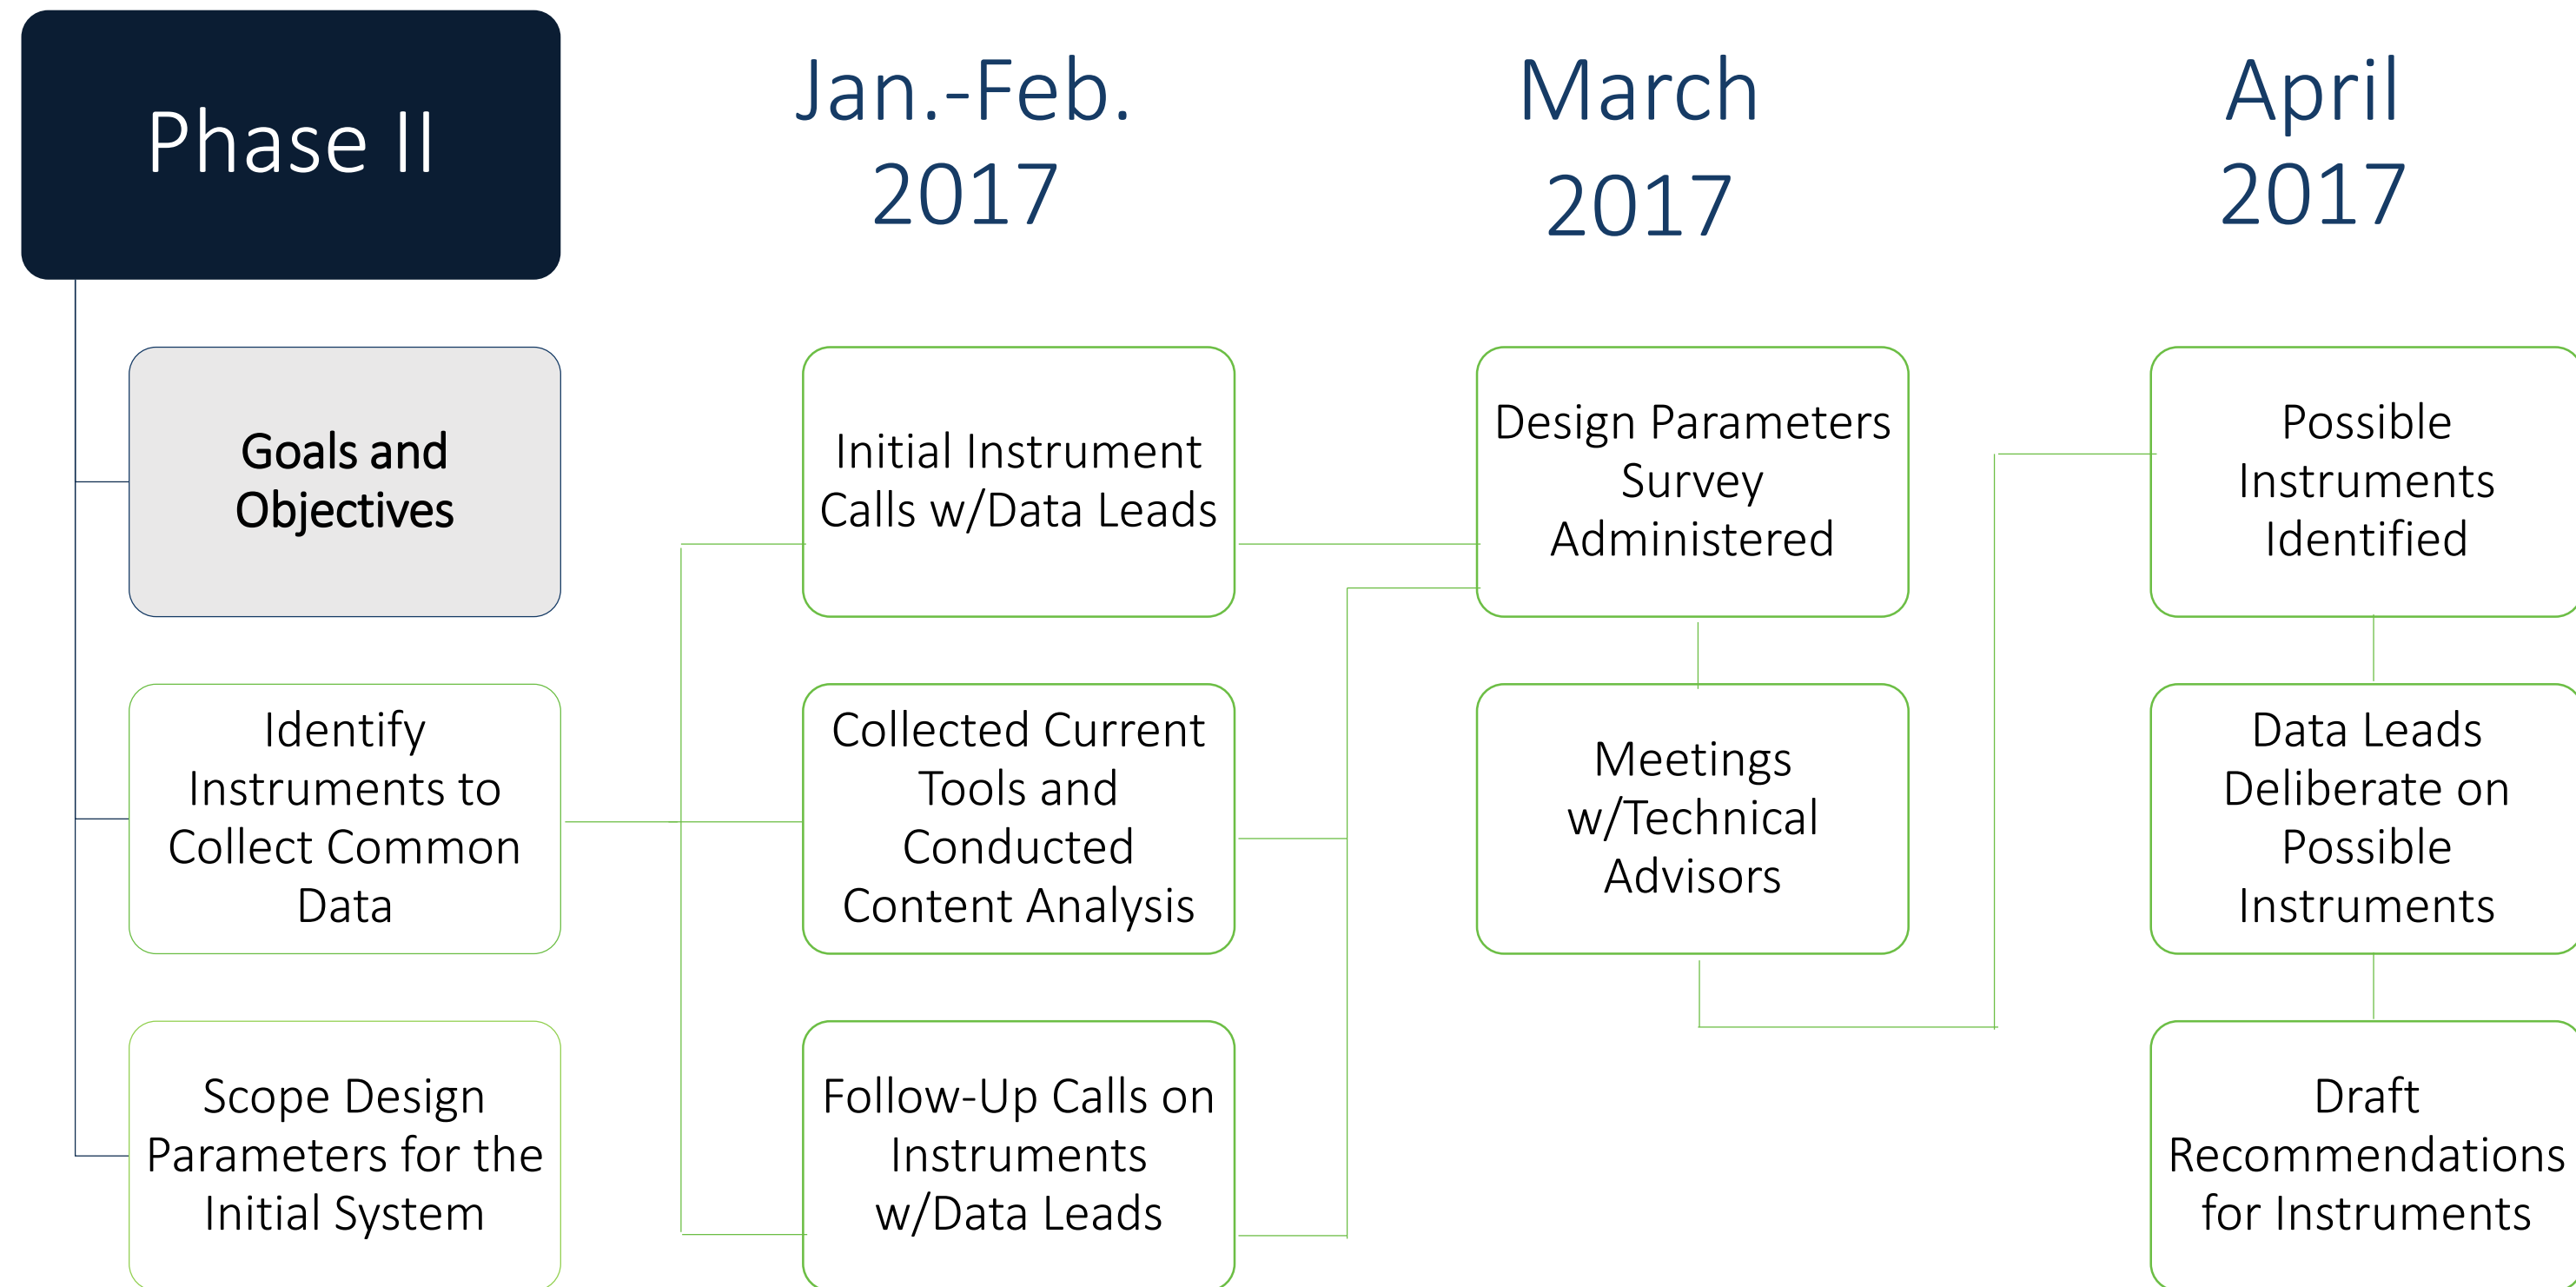 Phase II
Jan.-Feb.
2017
March
2017
April
2017
Goals and
Objectives
Initial Instrument
Calls w/Data Leads
Design Parameters
Survey
Administered
Possible
Instruments
Identified
Identify
Instruments to
Collect Common
Data
Collected Current
Tools and
Conducted
Content Analysis
Meetings
w/Technical
Advisors
Data Leads
Deliberate on
Possible
Instruments
Scope Design
Parameters for the
Initial System
Follow-Up Calls on
Instruments
w/Data Leads
Draft
Recommendations
for Instruments